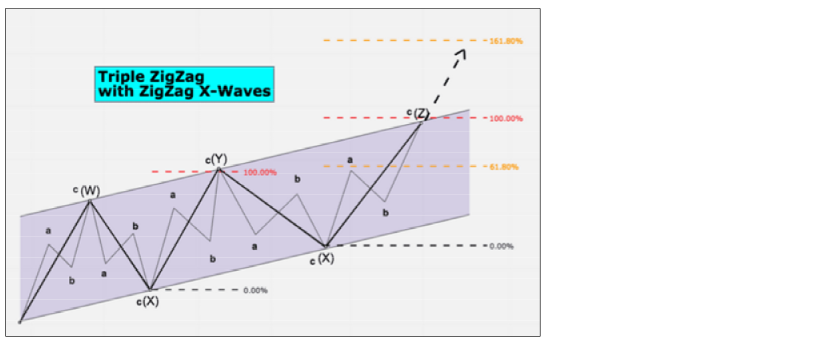 161.80%
Triple ZigZag
with ZigZag X-Waves
c (Z)
100.00%
c(Y)
a
61.80%
100.00%
b
c (W)
a
b
a
b
a
0.00%
b
c (X)
b
a
b
0.00%
c(X)